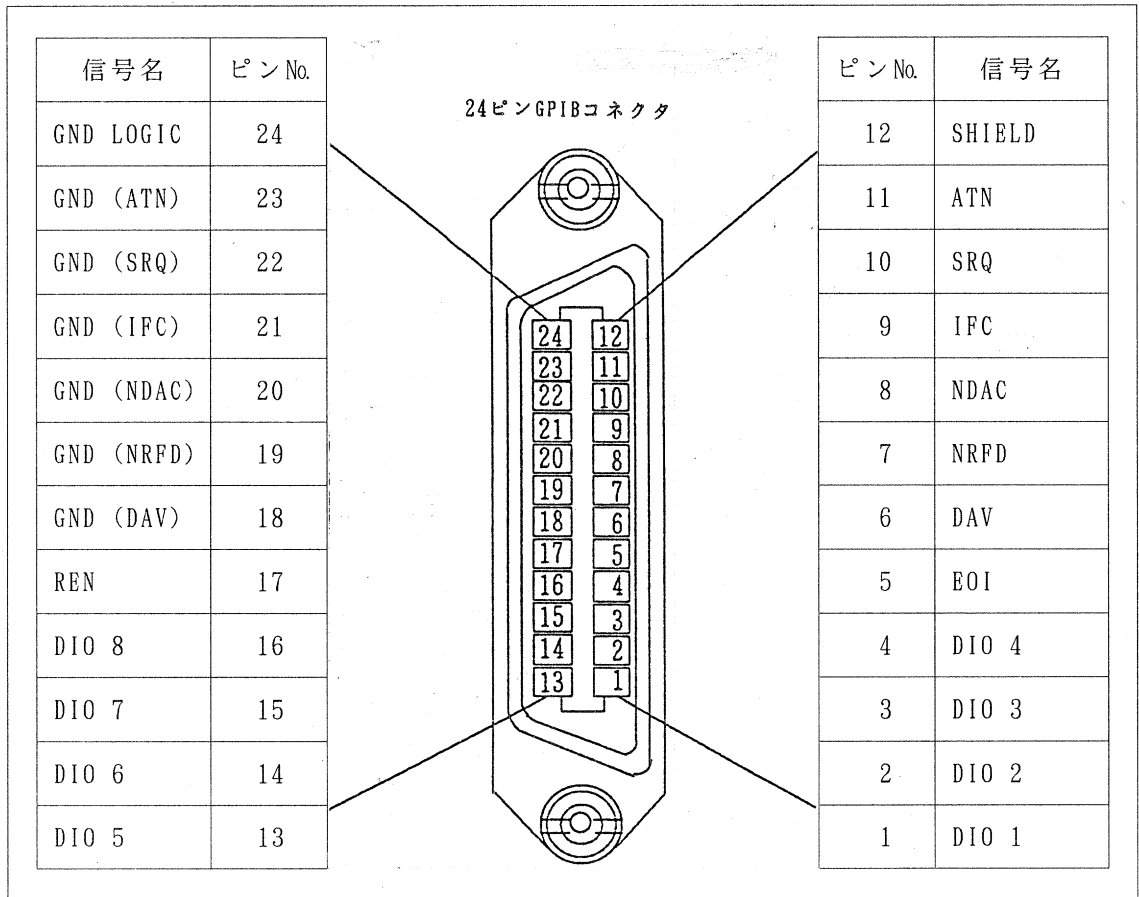 信号名 ピンNo.
GND LOGIC 24
GND (ATN) 23
GND (SRQ) 22
GND (IFC) 21
GND (NDAC) 20
GND (NRFD) 19
GND (DAV) 18
REN 17
DIO 8 16
DIO 7 15
DIO 6 14
DIO 5 13
24ピンGPIBコネクタ
24 12
23 11
22 10
21 9
20 8
19 7
18 6
17 5
16 4
15 3
14 2
13 1
ピンNo. 信号名
12 SHIELD
11 ATN
10 SRQ
9 IFC
8 NDAC
7 NRFD
6 DAV
5 EOI
4 DIO 4
3 DIO 3
2 DIO 2
1 DIO 1